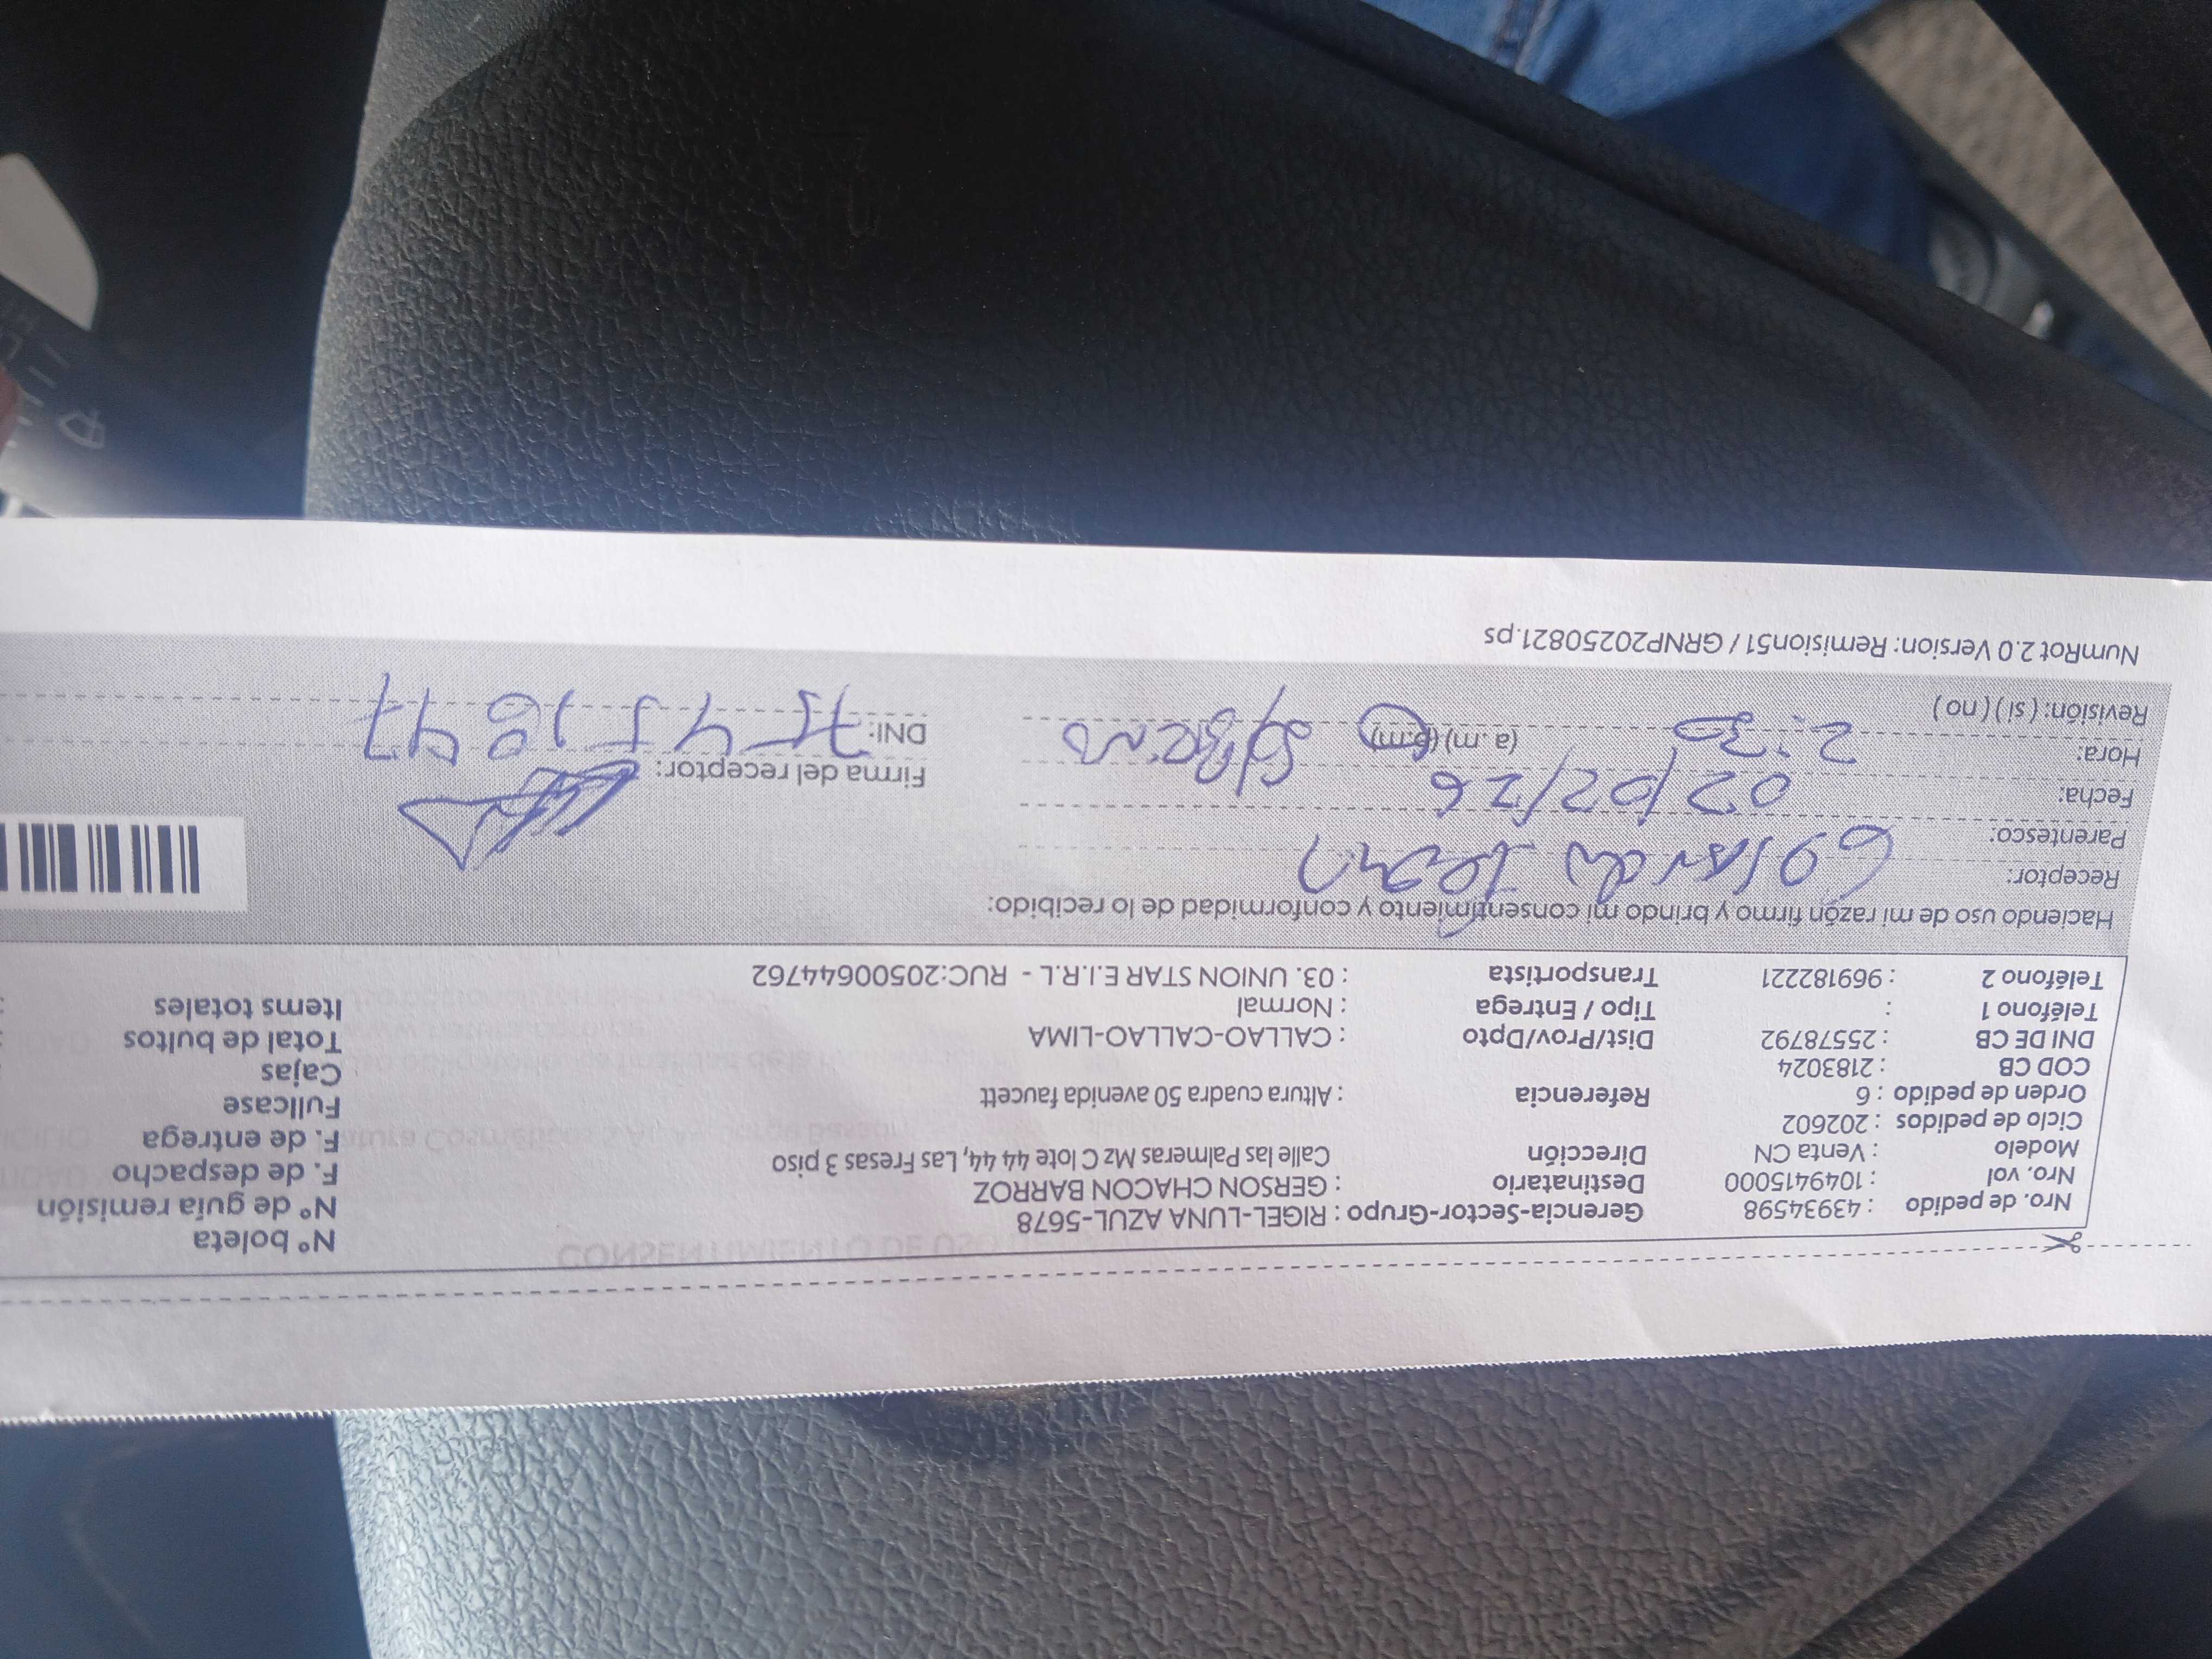 Nro. de pedido : 43934598 Gerencia-Sector-Grupo : RIGEL-LUNA AZUL-5678 N° boleta
Nro. vol : 1049415000 Destinatario : GERSON CHACON BARROZ N° de guía remisión
Modelo : Venta CN Dirección Calle las Palmeras Mz C lote 44 44, Las Fresas 3 piso F. de despacho
Ciclo de pedidos : 202602 F. de entrega
Orden de pedido : 6 Referencia : Altura cuadra 50 avenida faucett Fullcase
COD CB : 2183024 Cajas
DNI DE CB : 25578792 Dist/Prov/Dpto : CALLAO-CALLAO-LIMA Total de bultos
Teléfono 1 : Tipo / Entrega : Normal Items totales
Teléfono 2 : 969182221 Transportista : 03. UNION STAR E.I.R.L - RUC:20500644762
Haciendo uso de mi razón firmo y brindo mi consentimiento y conformidad de lo recibido:
Receptor:
Parentesco:
Fecha: 02/02/26 Firma del receptor:
Hora: 2:30 (a.m) (p.m) DNI: 75451847
Revisión: ( si ) ( no )
NumRot 2.0 Version: Remision51 / GRNP20250821.ps